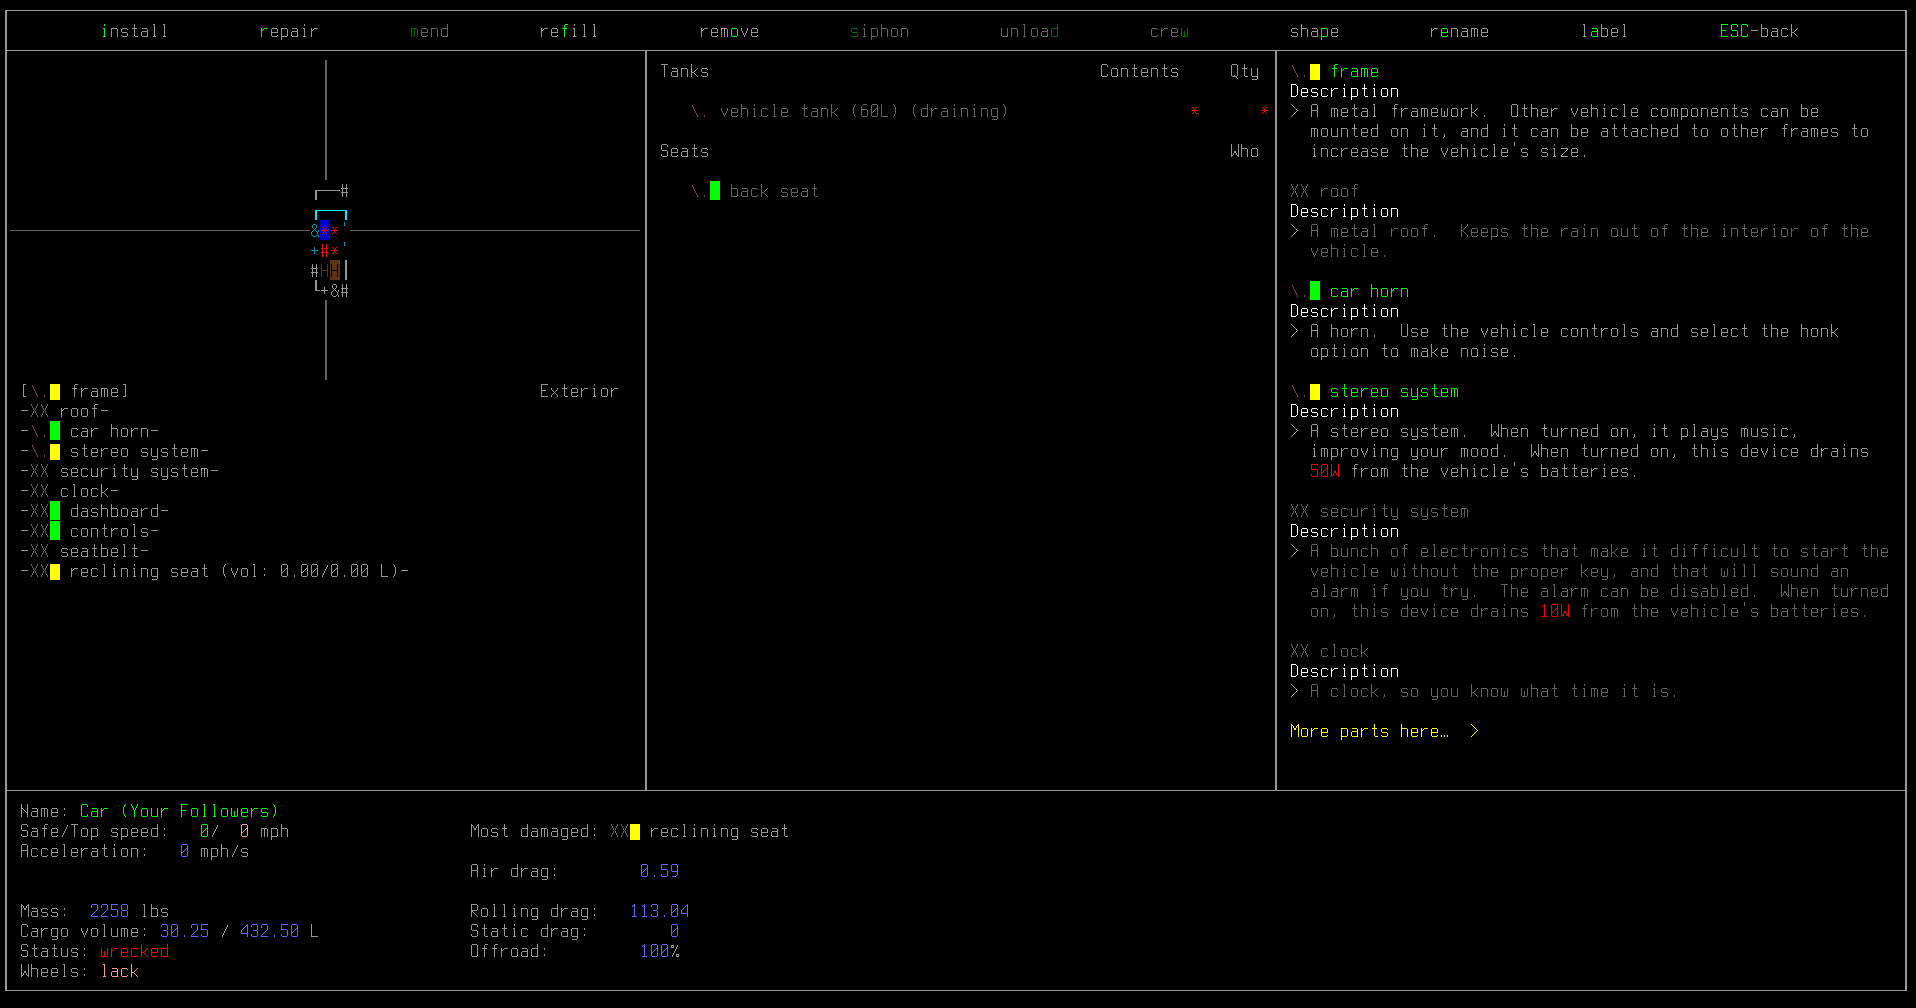 install repair mend refill remove siphon unload crew shape rename label ESC-back
Tanks Contents Qty
\. vehicle tank (60L) (draining) * *
Seats Who
\. back seat
┌──#
&** '
+#* '
#HH│
└+&#
[\. frame] Exterior
-XX roof-
-\. car horn-
-\. stereo system-
-XX security system-
-XX clock-
-XX dashboard-
-XX controls-
-XX seatbelt-
-XX reclining seat (vol: 0.00/0.00 L)-
\. frame
Description
> A metal framework.  Other vehicle components can be
mounted on it, and it can be attached to other frames to
increase the vehicle's size.
XX roof
Description
> A metal roof.  Keeps the rain out of the interior of the
vehicle.
\. car horn
Description
> A horn.  Use the vehicle controls and select the honk
option to make noise.
\. stereo system
Description
> A stereo system.  When turned on, it plays music,
improving your mood.  When turned on, this device drains
50W from the vehicle's batteries.
XX security system
Description
> A bunch of electronics that make it difficult to start the
vehicle without the proper key, and that will sound an
alarm if you try.  The alarm can be disabled.  When turned
on, this device drains 10W from the vehicle's batteries.
XX clock
Description
> A clock, so you know what time it is.
More parts here…  >
Name: Car (Your Followers)
Safe/Top speed: 0/ 0 mph
Acceleration: 0 mph/s
Mass: 2258 lbs
Cargo volume: 30.25 / 432.50 L
Status: wrecked
Wheels: lack
Most damaged: XX reclining seat
Air drag: 0.59
Rolling drag: 113.04
Static drag: 0
Offroad: 100%